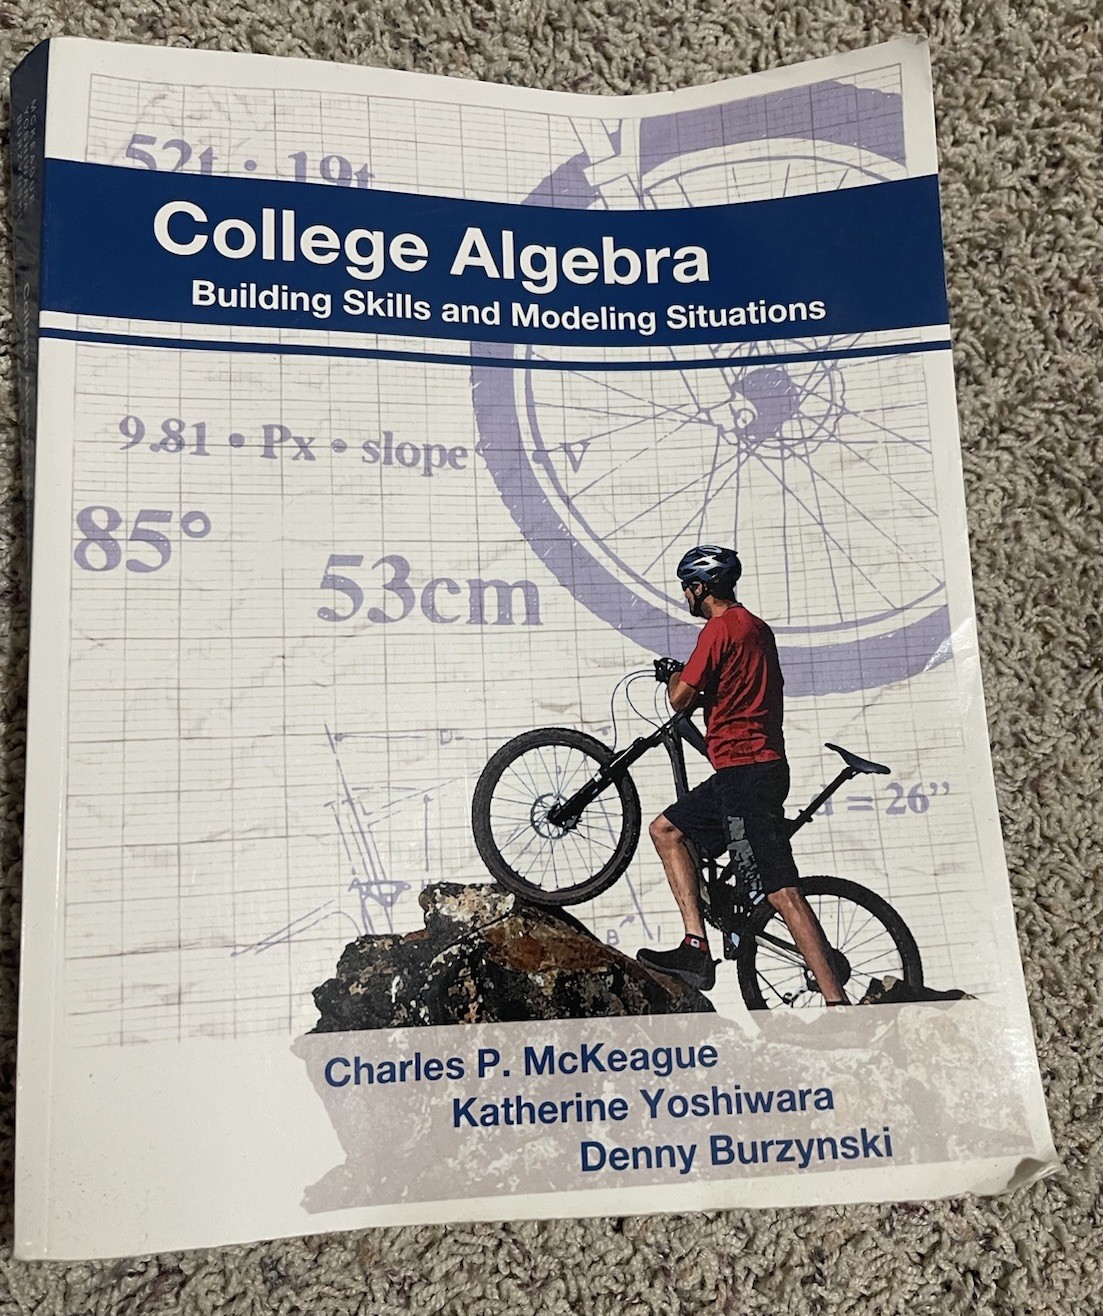 52t • 19t
College Algebra
Building Skills and Modeling Situations
9.81 • Px • slope • V
85°
53cm
D
= 26”
H
A
B
Charles P. McKeague
Katherine Yoshiwara
Denny Burzynski